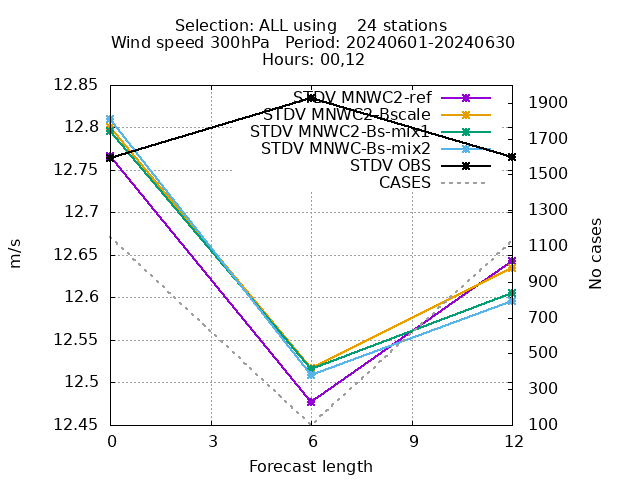 Selection: ALL using    24 stations
Wind speed 300hPa   Period: 20240601-20240630
Hours: 00,12
STDV MNWC2-ref
STDV MNWC2-Bscale
STDV MNWC2-Bs-mix1
STDV MNWC-Bs-mix2
STDV OBS
CASES
12.85
12.8
12.75
12.7
12.65
12.6
12.55
12.5
12.45
m/s
1900
1700
1500
1300
1100
900
700
500
300
100
No cases
0 3 6 9 12
Forecast length